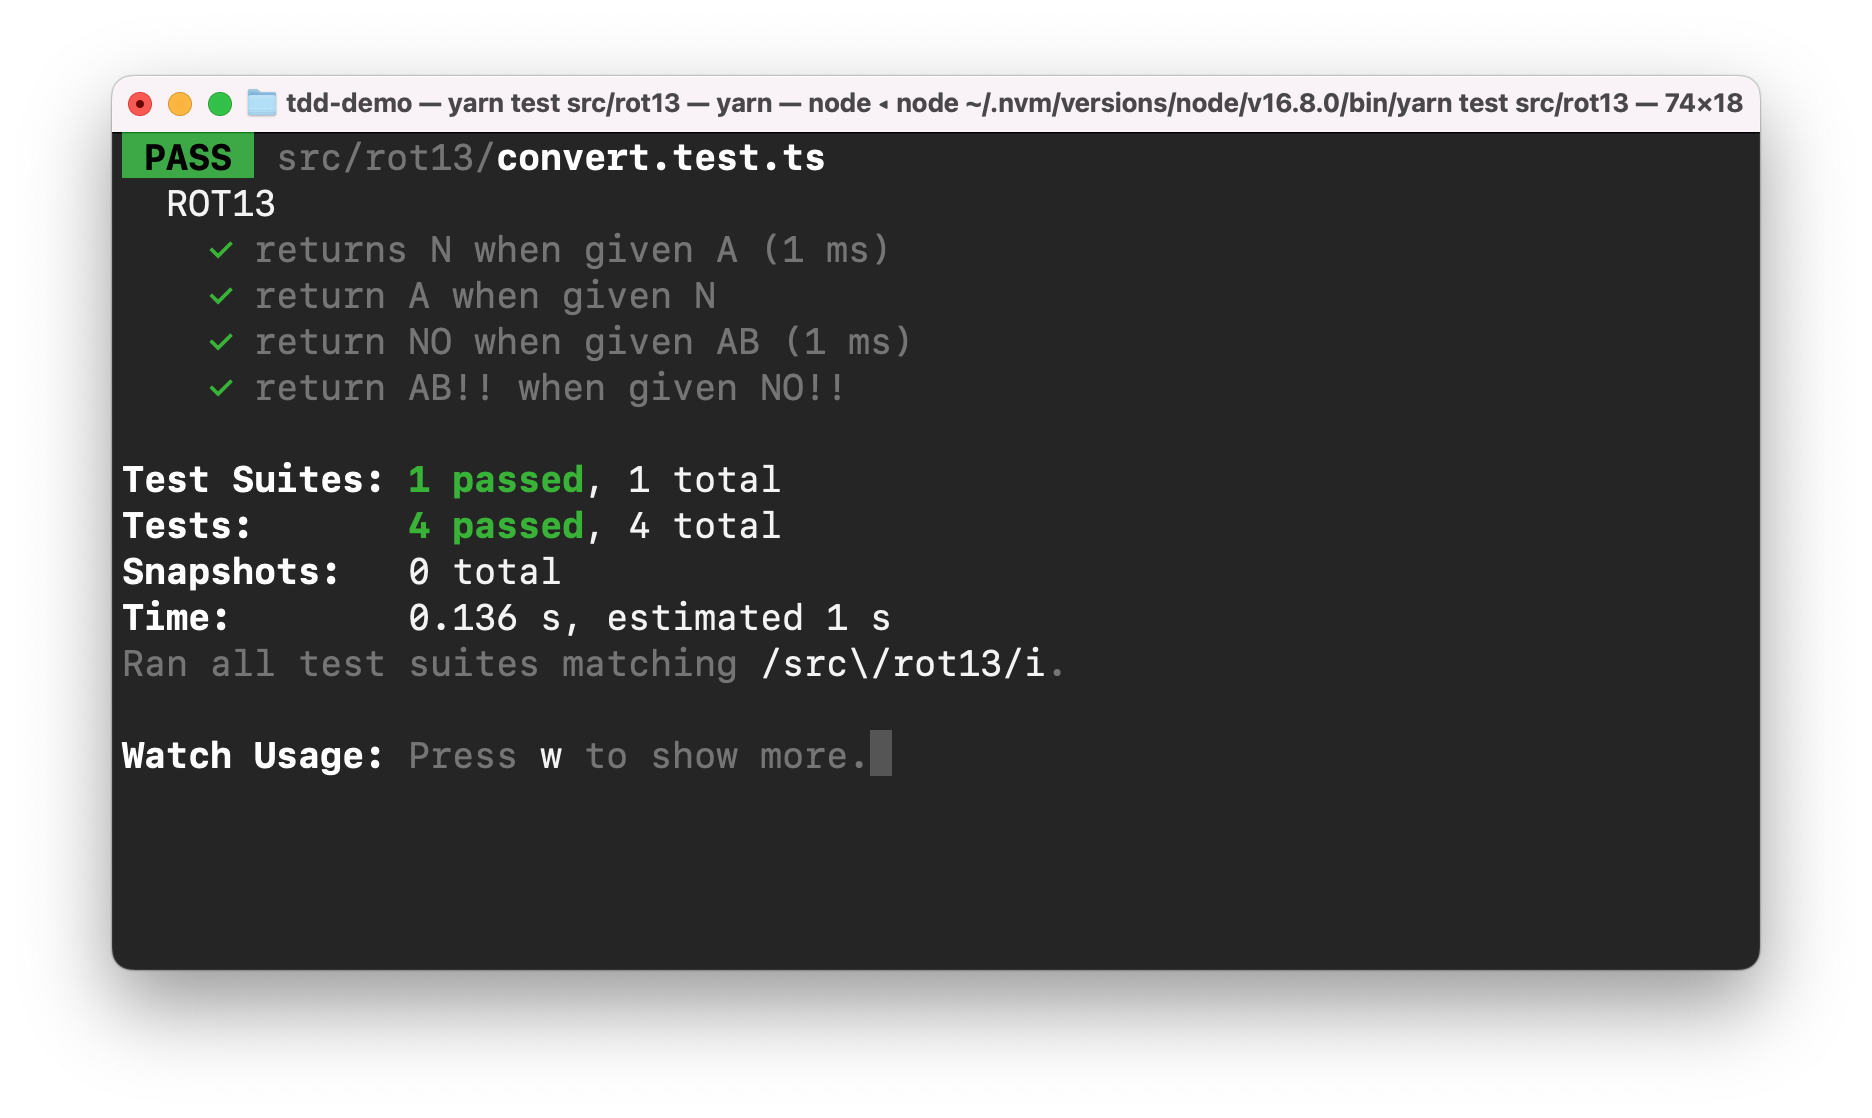 tdd-demo — yarn test src/rot13 — yarn — node ◂ node ~/.nvm/versions/node/v16.8.0/bin/yarn test src/rot13 — 74×18
PASS src/rot13/convert.test.ts
ROT13
✓ returns N when given A (1 ms)
✓ return A when given N
✓ return NO when given AB (1 ms)
✓ return AB!! when given NO!!
Test Suites: 1 passed, 1 total
Tests: 4 passed, 4 total
Snapshots: 0 total
Time: 0.136 s, estimated 1 s
Ran all test suites matching /src\/rot13/i.
Watch Usage: Press w to show more.